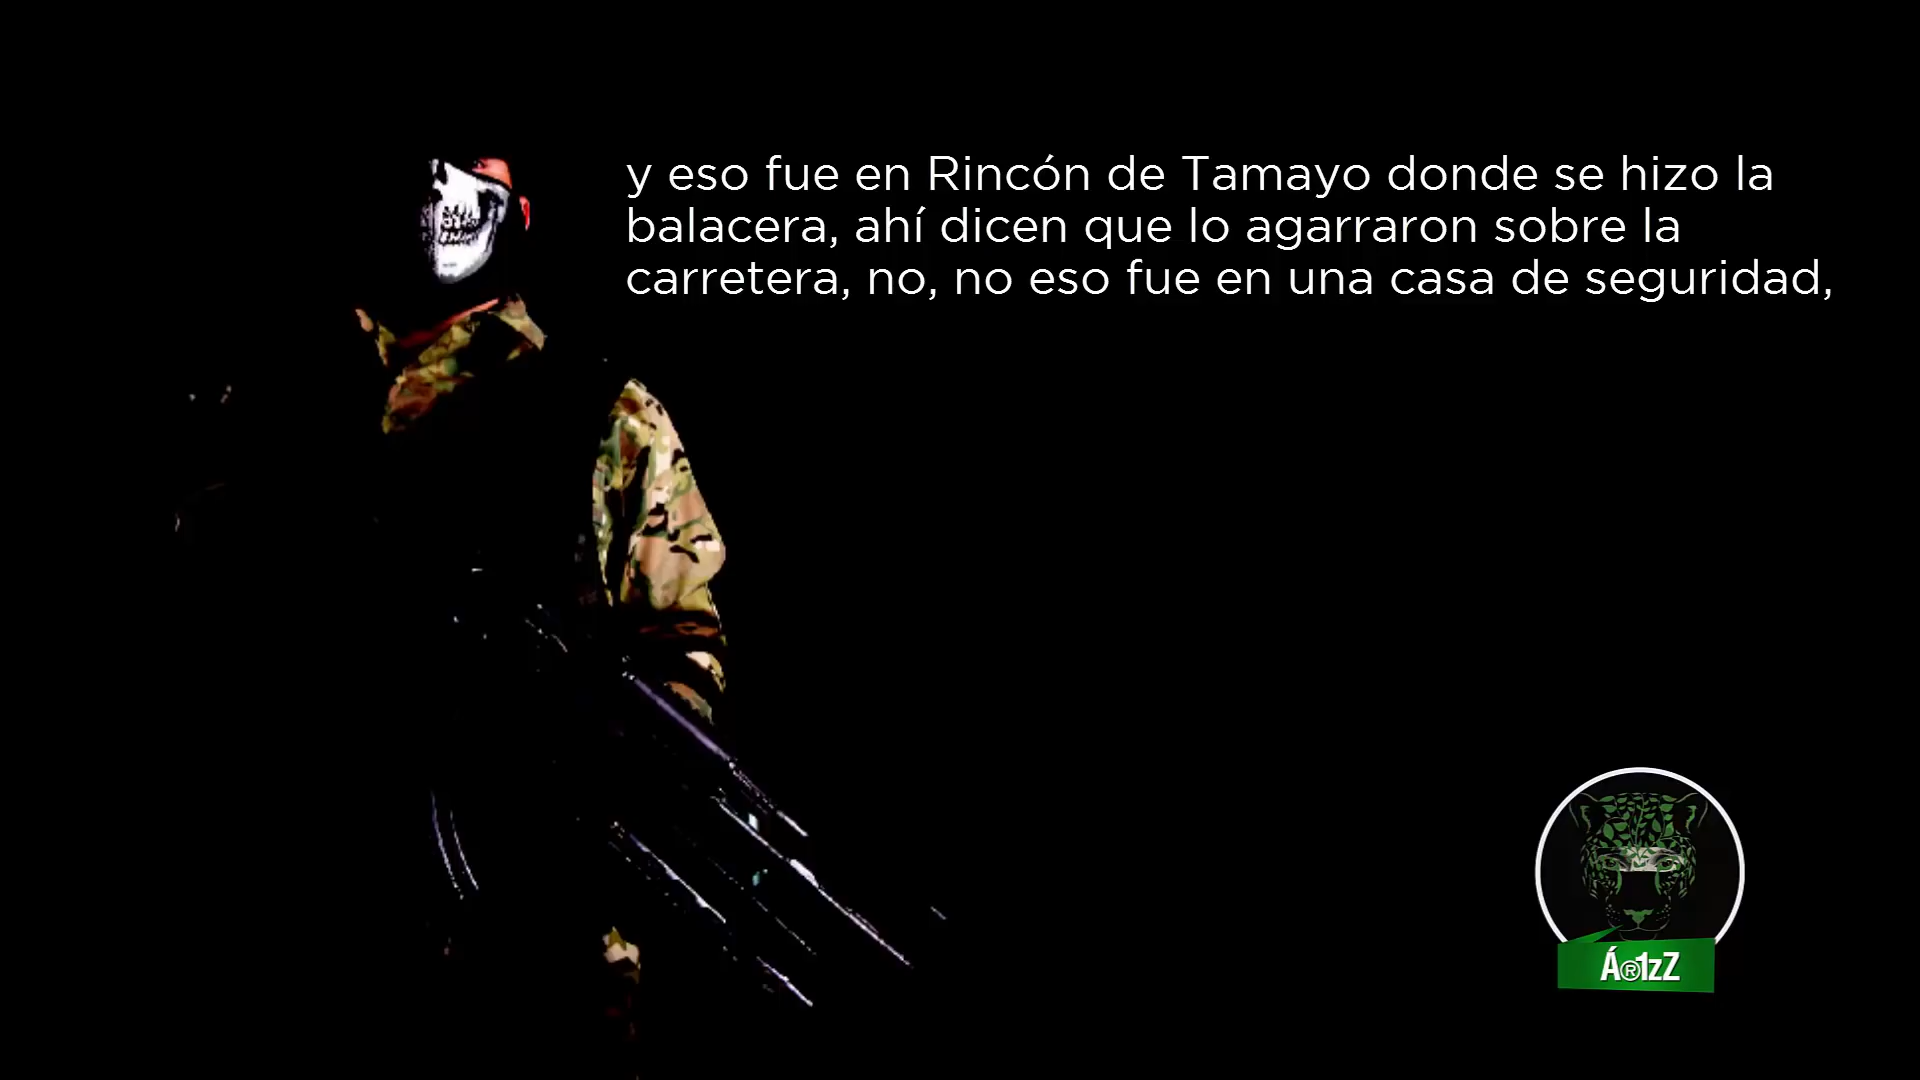 y eso fue en Rincón de Tamayo donde se hizo la
balacera, ahí dicen que lo agarraron sobre la
carretera, no, no eso fue en una casa de seguridad,
Á®1zZ